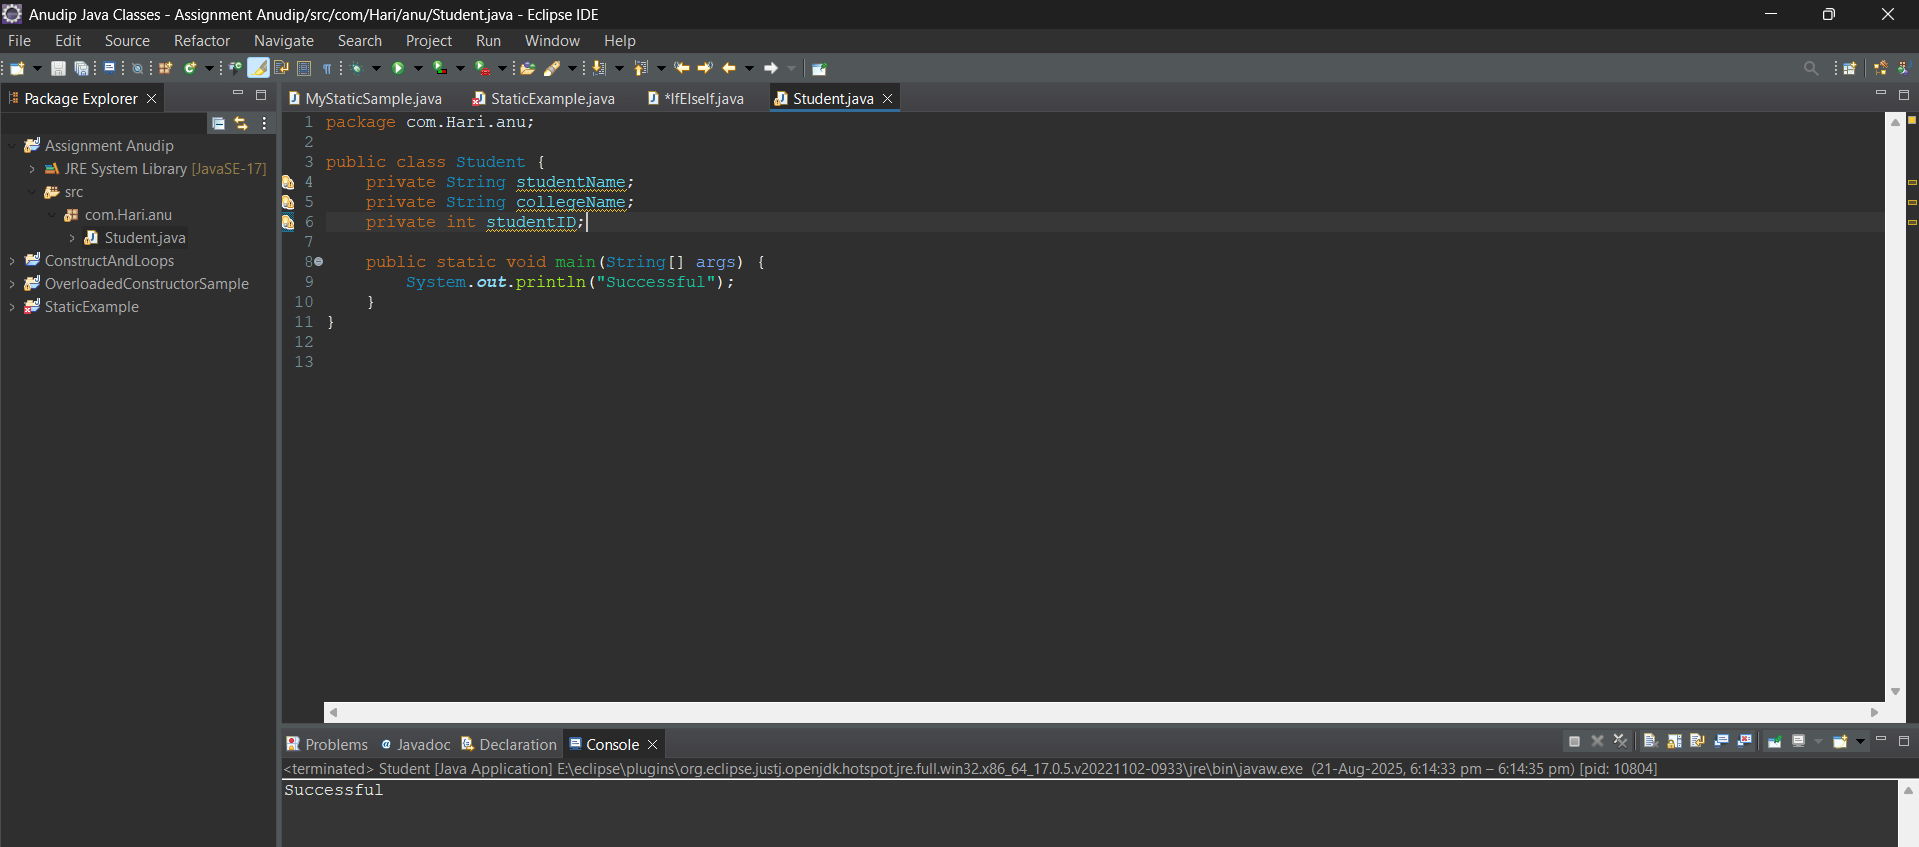 Anudip Java Classes - Assignment Anudip/src/com/Hari/anu/Student.java - Eclipse IDE
File Edit Source Refactor Navigate Search Project Run Window Help
Package Explorer
MyStaticSample.java StaticExample.java *IfElseIf.java Student.java
Assignment Anudip
JRE System Library [JavaSE-17]
src
com.Hari.anu
Student.java
ConstructAndLoops
OverloadedConstructorSample
StaticExample
1 package com.Hari.anu;
2
3 public class Student {
4 private String studentName;
5 private String collegeName;
6 private int studentID;
7
8 public static void main(String[] args) {
9 System.out.println("Successful");
10 }
11 }
12
13
Problems Javadoc Declaration Console
<terminated> Student [Java Application] E:\eclipse\plugins\org.eclipse.justj.openjdk.hotspot.jre.full.win32.x86_64_17.0.5.v20221102-0933\jre\bin\javaw.exe (21-Aug-2025, 6:14:33 pm – 6:14:35 pm) [pid: 10804]
Successful